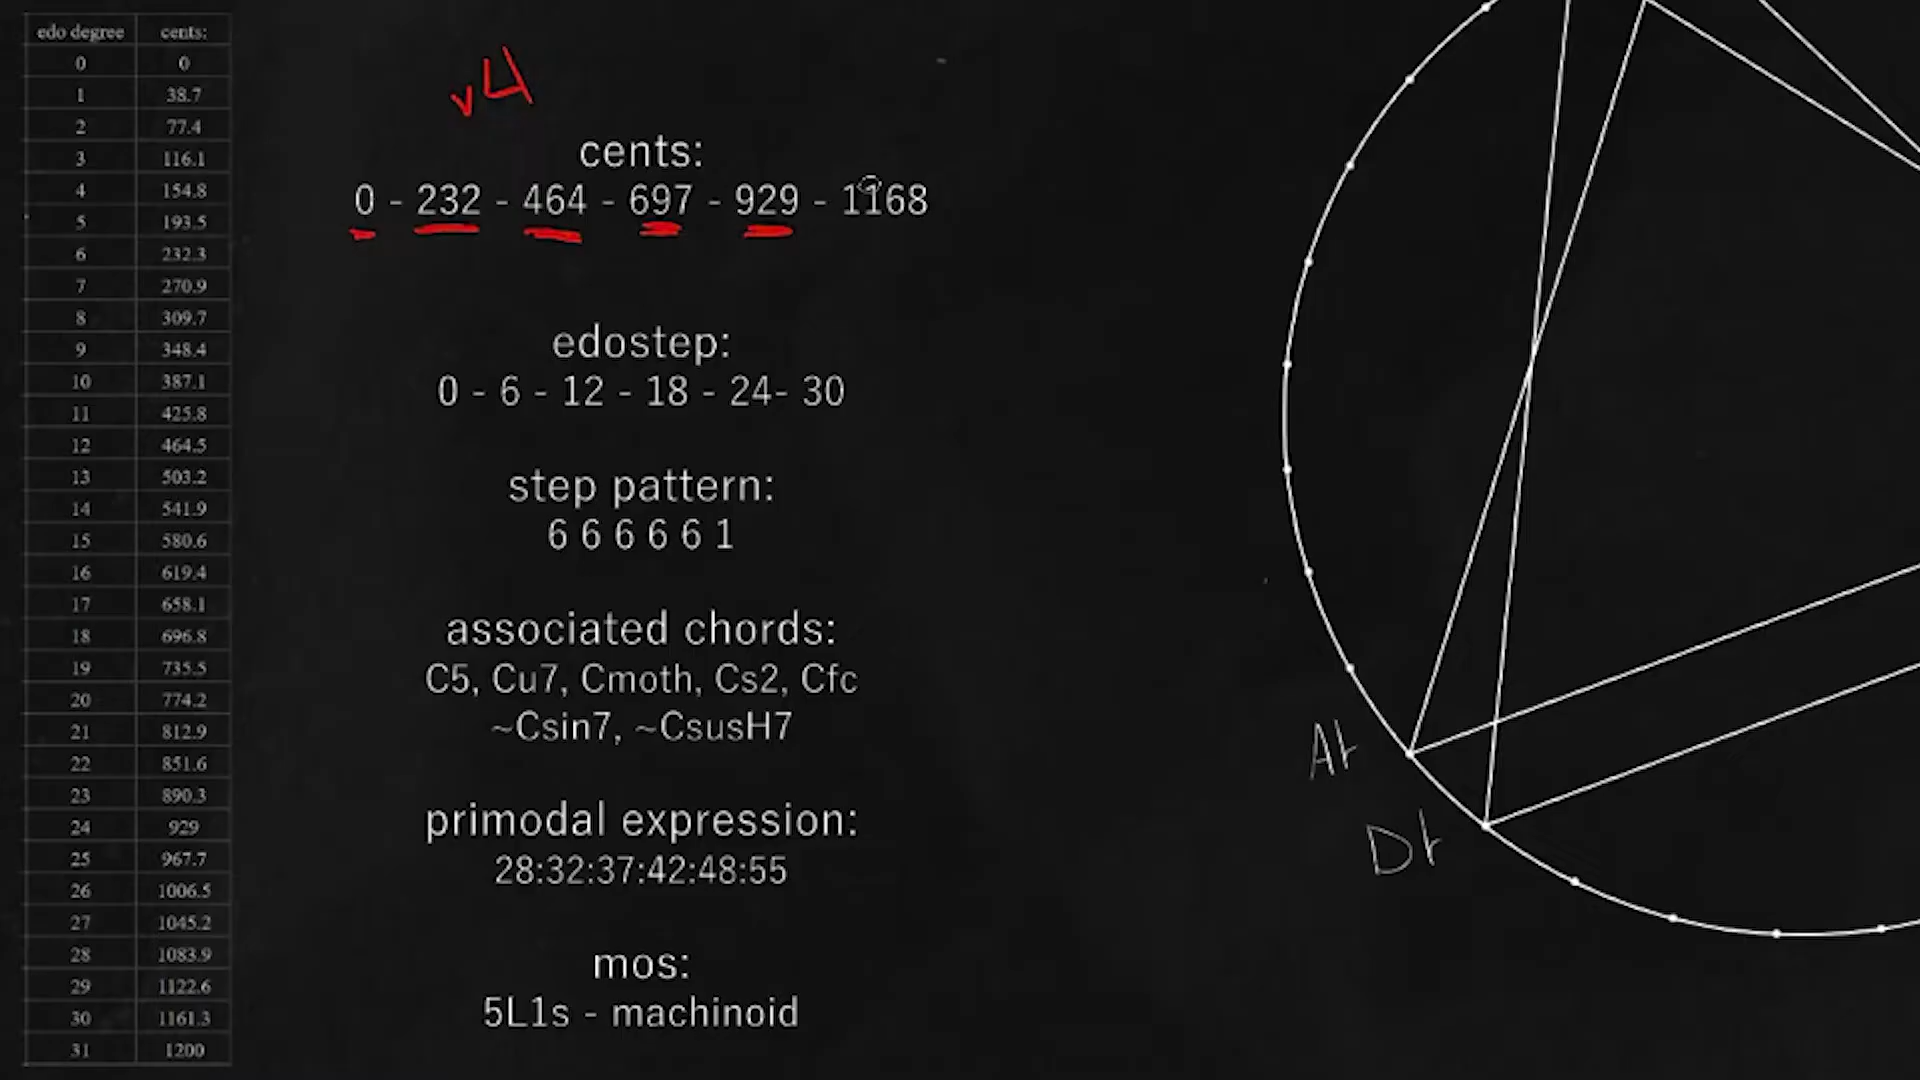 edo degree cents:
0 0
1 38.7
2 77.4
3 116.1
4 154.8
5 193.5
6 232.3
7 270.9
8 309.7
9 348.4
10 387.1
11 425.8
12 464.5
13 503.2
14 541.9
15 580.6
16 619.4
17 658.1
18 696.8
19 735.5
20 774.2
21 812.9
22 851.6
23 890.3
24 929
25 967.7
26 1006.5
27 1045.2
28 1083.9
29 1122.6
30 1161.3
31 1200
v4
cents:
0 - 232 - 464 - 697 - 929 - 1168
edostep:
0 - 6 - 12 - 18 - 24- 30
step pattern:
6 6 6 6 6 1
associated chords:
C5, Cu7, Cmoth, Cs2, Cfc
~Csin7, ~CsusH7
primodal expression:
28:32:37:42:48:55
mos:
5L1s - machinoid